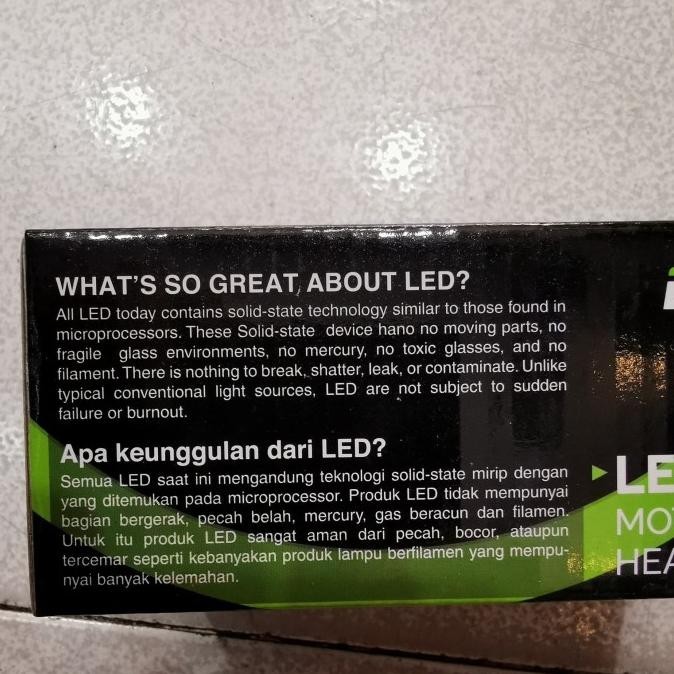 WHAT'S SO GREAT ABOUT LED?
All LED today contains solid-state technology similar to those found in
microprocessors. These Solid-state device hano no moving parts, no
fragile glass environments, no mercury, no toxic glasses, and no
filament. There is nothing to break, shatter, leak, or contaminate. Unlike
typical conventional light sources, LED are not subject to sudden
failure or burnout.
Apa keunggulan dari LED?
Semua LED saat ini mengandung teknologi solid-state mirip dengan
yang ditemukan pada microprocessor. Produk LED tidak mempunyai
bagian bergerak, pecah belah, mercury, gas beracun dan filamen.
Untuk itu produk LED sangat aman dari pecah, bocor, ataupun
tercemar seperti kebanyakan produk lampu berfilamen yang mempu-
nyai banyak kelemahan.
LE
MO
HEA